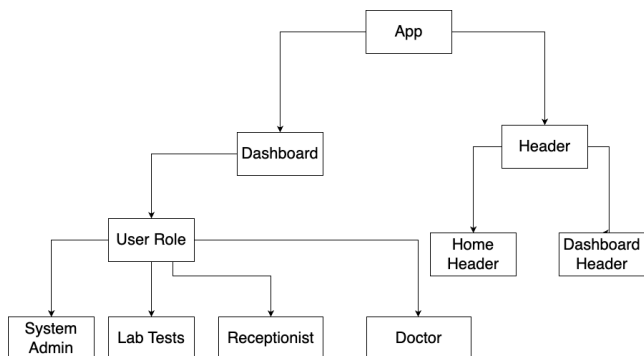 App
Dashboard
Header
User Role
Home
Header
Dashboard
Header
System
Admin
Lab Tests
Receptionist
Doctor